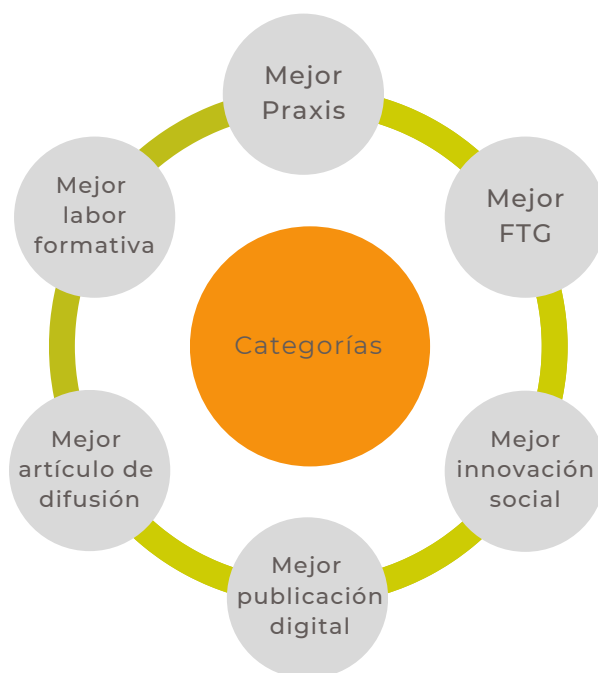 Mejor
Praxis
Mejor
FTG
Mejor
innovación
social
Mejor
publicación
digital
Mejor
artículo de
difusión
Mejor
labor
formativa
Categorías